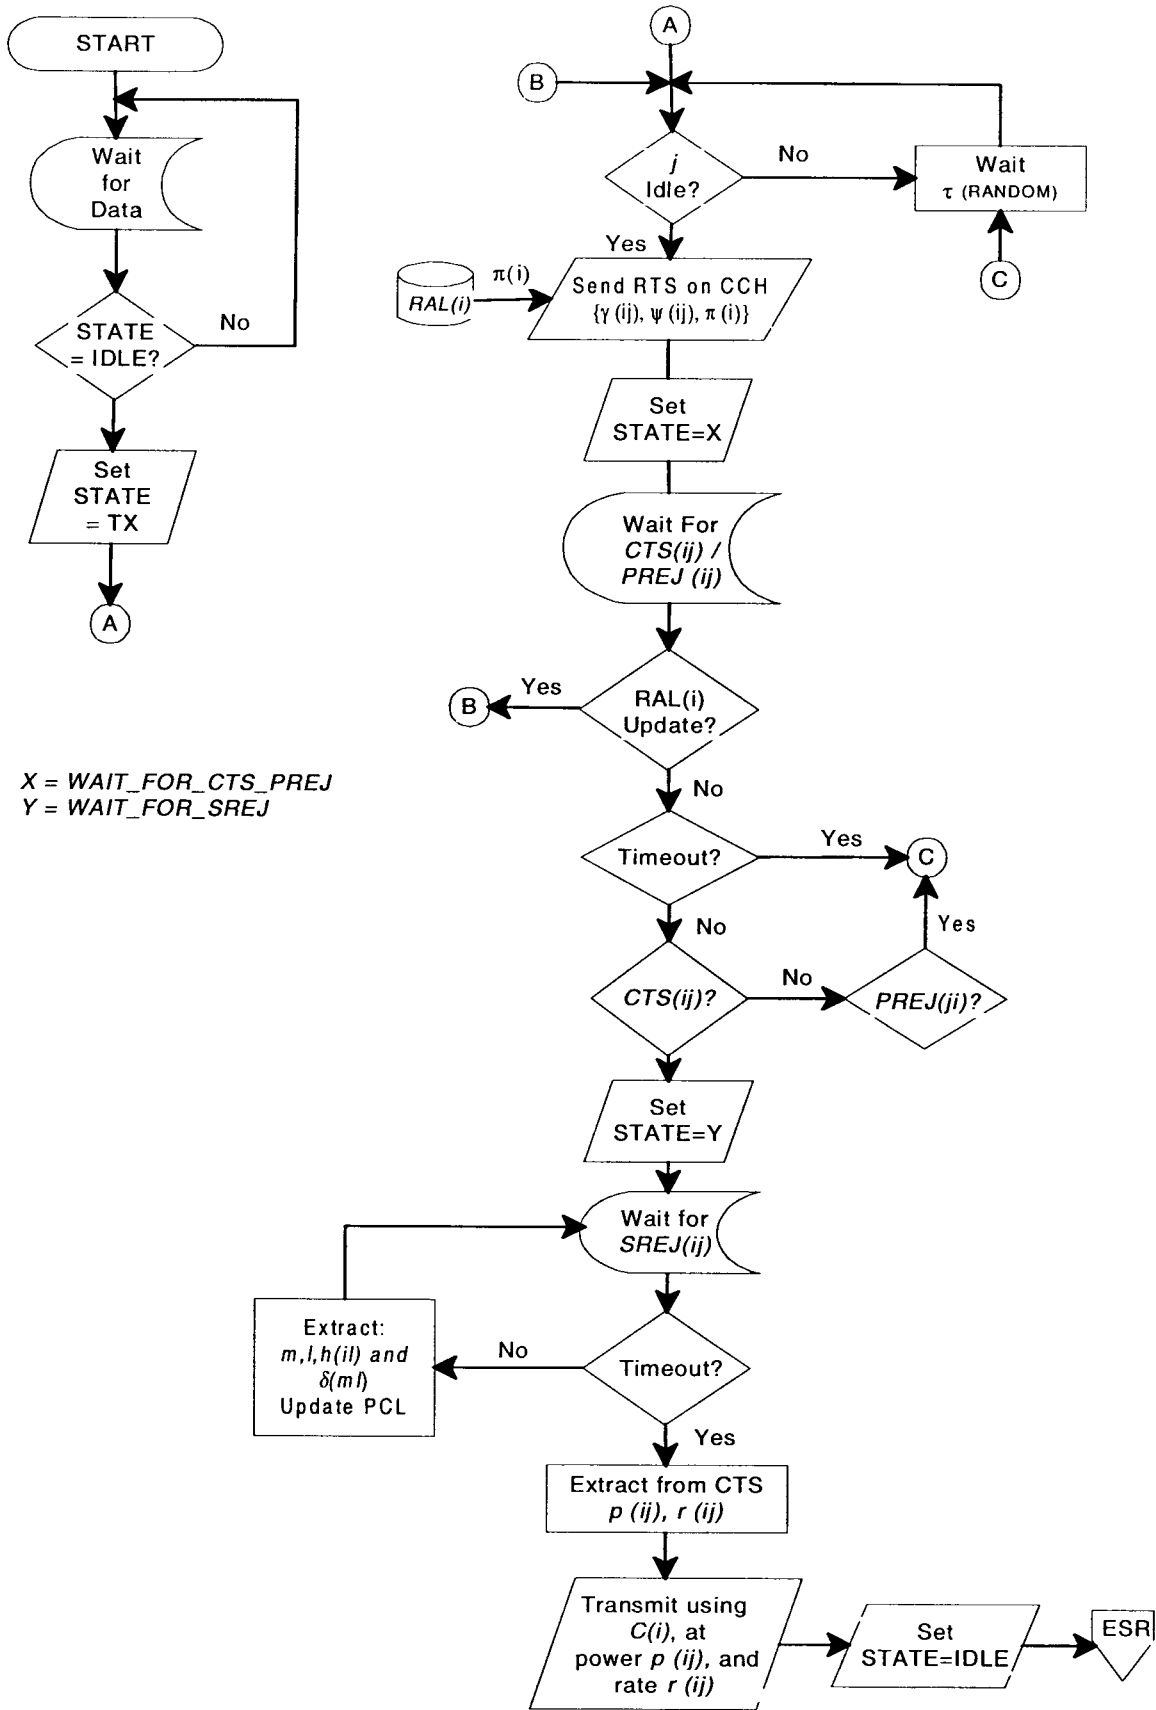 START
Wait
for
Data
STATE
= IDLE?
No
Set
STATE
= TX
A
X = WAIT_FOR_CTS_PREJ
Y = WAIT_FOR_SREJ
A
B
j
Idle?
No
Wait
τ (RANDOM)
C
Yes
RAL(i)
π(i)
Send RTS on CCH
{γ(ij), ψ(ij), π(i)}
Set
STATE=X
Wait For
CTS(ij) /
PREJ (ij)
RAL(i)
Update?
Yes
B
No
Timeout?
Yes
C
No
Yes
CTS(ij)?
No
PREJ(ji)?
Set
STATE=Y
Wait for
SREJ(ij)
Extract:
m,l,h(il) and
δ(ml)
Update PCL
No
Timeout?
Yes
Extract from CTS
p (ij), r (ij)
Transmit using
C(i), at
power p (ij), and
rate r (ij)
Set
STATE=IDLE
ESR